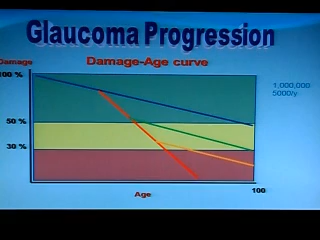 Glaucoma Progression
Damage-Age curve
Damage
100 %
1,000,000
5000/y
50 %
30 %
Age
100